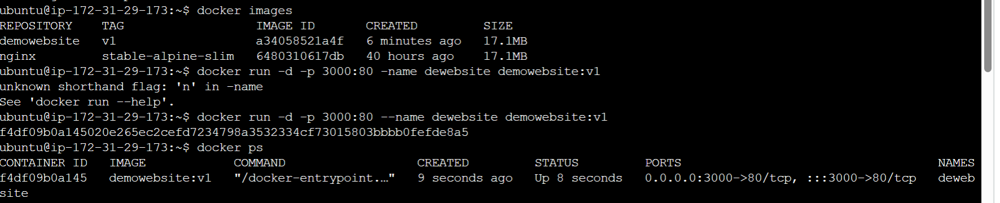 ubuntu@ip-172-31-29-173:~$ docker images
REPOSITORY    TAG                  IMAGE ID       CREATED         SIZE
demowebsite   v1                   a34058521a4f   6 minutes ago   17.1MB
nginx         stable-alpine-slim   6480310617db   40 hours ago    17.1MB
ubuntu@ip-172-31-29-173:~$ docker run -d -p 3000:80 -name dewebsite demowebsite:v1
unknown shorthand flag: 'n' in -name
See 'docker run --help'.
ubuntu@ip-172-31-29-173:~$ docker run -d -p 3000:80 --name dewebsite demowebsite:v1
f4df09b0a145020e265ec2cefd7234798a3532334cf73015803bbbb0fefde8a5
ubuntu@ip-172-31-29-173:~$ docker ps
CONTAINER ID   IMAGE            COMMAND                  CREATED         STATUS         PORTS                                   NAMES
f4df09b0a145   demowebsite:v1   "/docker-entrypoint.…"   9 seconds ago   Up 8 seconds   0.0.0.0:3000->80/tcp, :::3000->80/tcp   deweb
site